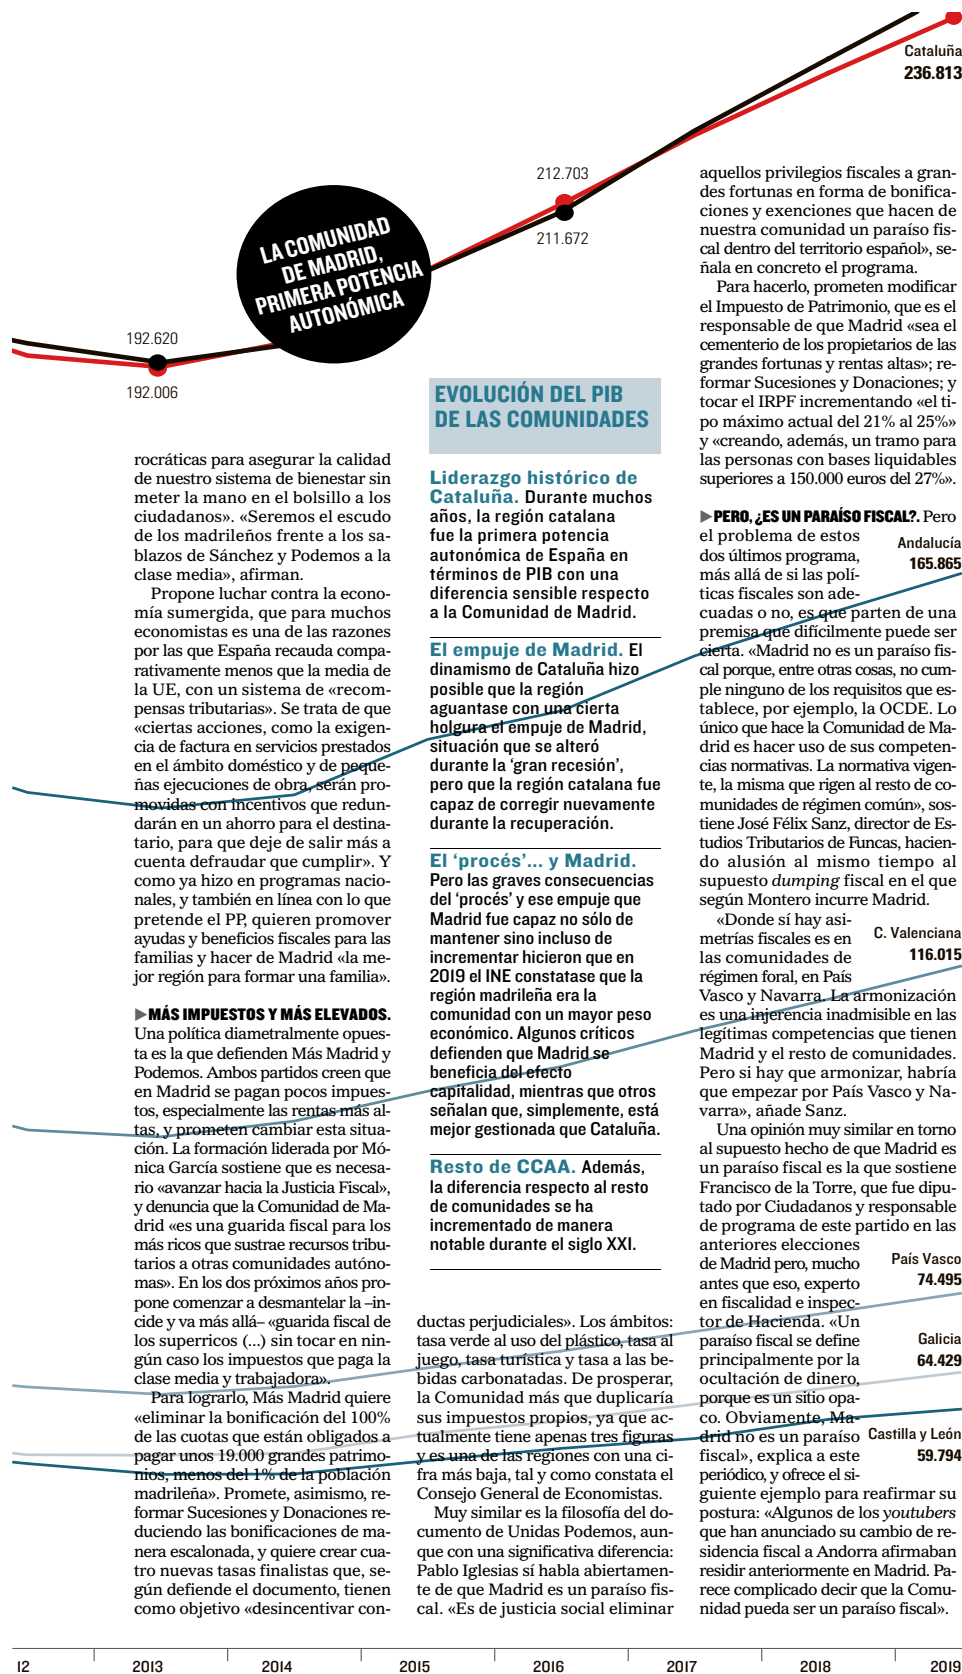 Cataluña
236.813
212.703
211.672
LA COMUNIDAD
DE MADRID,
PRIMERA POTENCIA
AUTONÓMICA
192.620
192.006
rocráticas para asegurar la calidad
de nuestro sistema de bienestar sin
meter la mano en el bolsillo a los
ciudadanos». «Seremos el escudo
de los madrileños frente a los sa-
blazos de Sánchez y Podemos a la
clase media», afirman.
Propone luchar contra la econo-
mía sumergida, que para muchos
economistas es una de las razones
por las que España recauda compa-
rativamente menos que la media de
la UE, con un sistema de «recom-
pensas tributarias». Se trata de que
«ciertas acciones, como la exigen-
cia de factura en servicios prestados
en el ámbito doméstico y de peque-
ñas ejecuciones de obra, serán pro-
movidas con incentivos que redun-
darán en un ahorro para el destina-
tario, para que deje de salir más a
cuenta defraudar que cumplir». Y
como ya hizo en programas nacio-
nales, y también en línea con lo que
pretende el PP, quieren promover
ayudas y beneficios fiscales para las
familias y hacer de Madrid «la me-
jor región para formar una familia».
▶MÁS IMPUESTOS Y MÁS ELEVADOS.
Una política diametralmente opues-
ta es la que defienden Más Madrid y
Podemos. Ambos partidos creen que
en Madrid se pagan pocos impues-
tos, especialmente las rentas más al-
tas, y prometen cambiar esta situa-
ción. La formación liderada por Mó-
nica García sostiene que es necesa-
rio «avanzar hacia la Justicia Fiscal»,
y denuncia que la Comunidad de Ma-
drid «es una guarida fiscal para los
más ricos que sustrae recursos tribu-
tarios a otras comunidades autóno-
mas». En los dos próximos años pro-
pone comenzar a desmantelar la –in-
cide y va más allá– «guarida fiscal de
los superricos (...) sin tocar en nin-
gún caso los impuestos que paga la
clase media y trabajadora».
Para lograrlo, Más Madrid quiere
«eliminar la bonificación del 100%
de las cuotas que están obligados a
pagar unos 19.000 grandes patrimo-
nios, menos del 1% de la población
madrileña». Promete, asimismo, re-
formar Sucesiones y Donaciones re-
duciendo las bonificaciones de ma-
nera escalonada, y quiere crear cua-
tro nuevas tasas finalistas que, se-
gún defiende el documento, tienen
como objetivo «desincentivar con-
EVOLUCIÓN DEL PIB
DE LAS COMUNIDADES
Liderazgo histórico de
Cataluña. Durante muchos
años, la región catalana
fue la primera potencia
autonómica de España en
términos de PIB con una
diferencia sensible respecto
a la Comunidad de Madrid.
El empuje de Madrid. El
dinamismo de Cataluña hizo
posible que la región
aguantase con una cierta
holgura el empuje de Madrid,
situación que se alteró
durante la 'gran recesión',
pero que la región catalana fue
capaz de corregir nuevamente
durante la recuperación.
El 'procés'... y Madrid.
Pero las graves consecuencias
del 'procés' y ese empuje que
Madrid fue capaz no sólo de
mantener sino incluso de
incrementar hicieron que en
2019 el INE constatase que la
región madrileña era la
comunidad con un mayor peso
económico. Algunos críticos
defienden que Madrid se
beneficia del efecto
capitalidad, mientras que otros
señalan que, simplemente, está
mejor gestionada que Cataluña.
Resto de CCAA. Además,
la diferencia respecto al resto
de comunidades se ha
incrementado de manera
notable durante el siglo XXI.
ductas perjudiciales». Los ámbitos:
tasa verde al uso del plástico, tasa al
juego, tasa turística y tasa a las be-
bidas carbonatadas. De prosperar,
la Comunidad más que duplicaría
sus impuestos propios, ya que ac-
tualmente tiene apenas tres figuras
y es una de las regiones con una ci-
fra más baja, tal y como constata el
Consejo General de Economistas.
Muy similar es la filosofía del do-
cumento de Unidas Podemos, aun-
que con una significativa diferencia:
Pablo Iglesias sí habla abiertamen-
te de que Madrid es un paraíso fis-
cal. «Es de justicia social eliminar
aquellos privilegios fiscales a gran-
des fortunas en forma de bonifica-
ciones y exenciones que hacen de
nuestra comunidad un paraíso fis-
cal dentro del territorio español», se-
ñala en concreto el programa.
Para hacerlo, prometen modificar
el Impuesto de Patrimonio, que es el
responsable de que Madrid «sea el
cementerio de los propietarios de las
grandes fortunas y rentas altas»; re-
formar Sucesiones y Donaciones; y
tocar el IRPF incrementando «el ti-
po máximo actual del 21% al 25%»
y «creando, además, un tramo para
las personas con bases liquidables
superiores a 150.000 euros del 27%».
▶PERO, ¿ES UN PARAÍSO FISCAL?. Pero
el problema de estos
dos últimos programa,
más allá de si las polí-
ticas fiscales son ade-
cuadas o no, es que parten de una
premisa que difícilmente puede ser
cierta. «Madrid no es un paraíso fis-
cal porque, entre otras cosas, no cum-
ple ninguno de los requisitos que es-
tablece, por ejemplo, la OCDE. Lo
único que hace la Comunidad de Ma-
drid es hacer uso de sus competen-
cias normativas. La normativa vigen-
te, la misma que rigen al resto de co-
munidades de régimen común», sos-
tiene José Félix Sanz, director de Es-
tudios Tributarios de Funcas, hacien-
do alusión al mismo tiempo al
supuesto dumping fiscal en el que
según Montero incurre Madrid.
«Donde sí hay asi-
metrías fiscales es en
las comunidades de
régimen foral, en País
Vasco y Navarra. La armonización
es una injerencia inadmisible en las
legítimas competencias que tienen
Madrid y el resto de comunidades.
Pero si hay que armonizar, habría
que empezar por País Vasco y Na-
varra», añade Sanz.
Una opinión muy similar en torno
al supuesto hecho de que Madrid es
un paraíso fiscal es la que sostiene
Francisco de la Torre, que fue dipu-
tado por Ciudadanos y responsable
de programa de este partido en las
anteriores elecciones
de Madrid pero, mucho
antes que eso, experto
en fiscalidad e inspec-
tor de Hacienda. «Un
paraíso fiscal se define
principalmente por la
ocultación de dinero,
porque es un sitio opa-
co. Obviamente, Ma-
drid no es un paraíso
fiscal», explica a este
periódico, y ofrece el si-
guiente ejemplo para reafirmar su
postura: «Algunos de los youtubers
que han anunciado su cambio de re-
sidencia fiscal a Andorra afirmaban
residir anteriormente en Madrid. Pa-
rece complicado decir que la Comu-
nidad pueda ser un paraíso fiscal».
Andalucía
165.865
C. Valenciana
116.015
País Vasco
74.495
Galicia
64.429
Castilla y León
59.794
12 2013 2014 2015 2016 2017 2018 2019